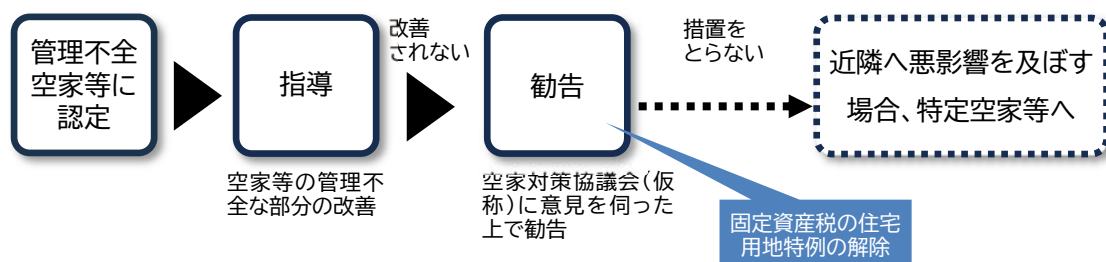 管理不全
空家等に
認定
指導
空家等の管理不
全な部分の改善
改善
されない
勧告
空家対策協議会(仮
称)に意見を伺った
上で勧告
措置を
とらない
固定資産税の住宅
用地特例の解除
近隣へ悪影響を及ぼす
場合、特定空家等へ